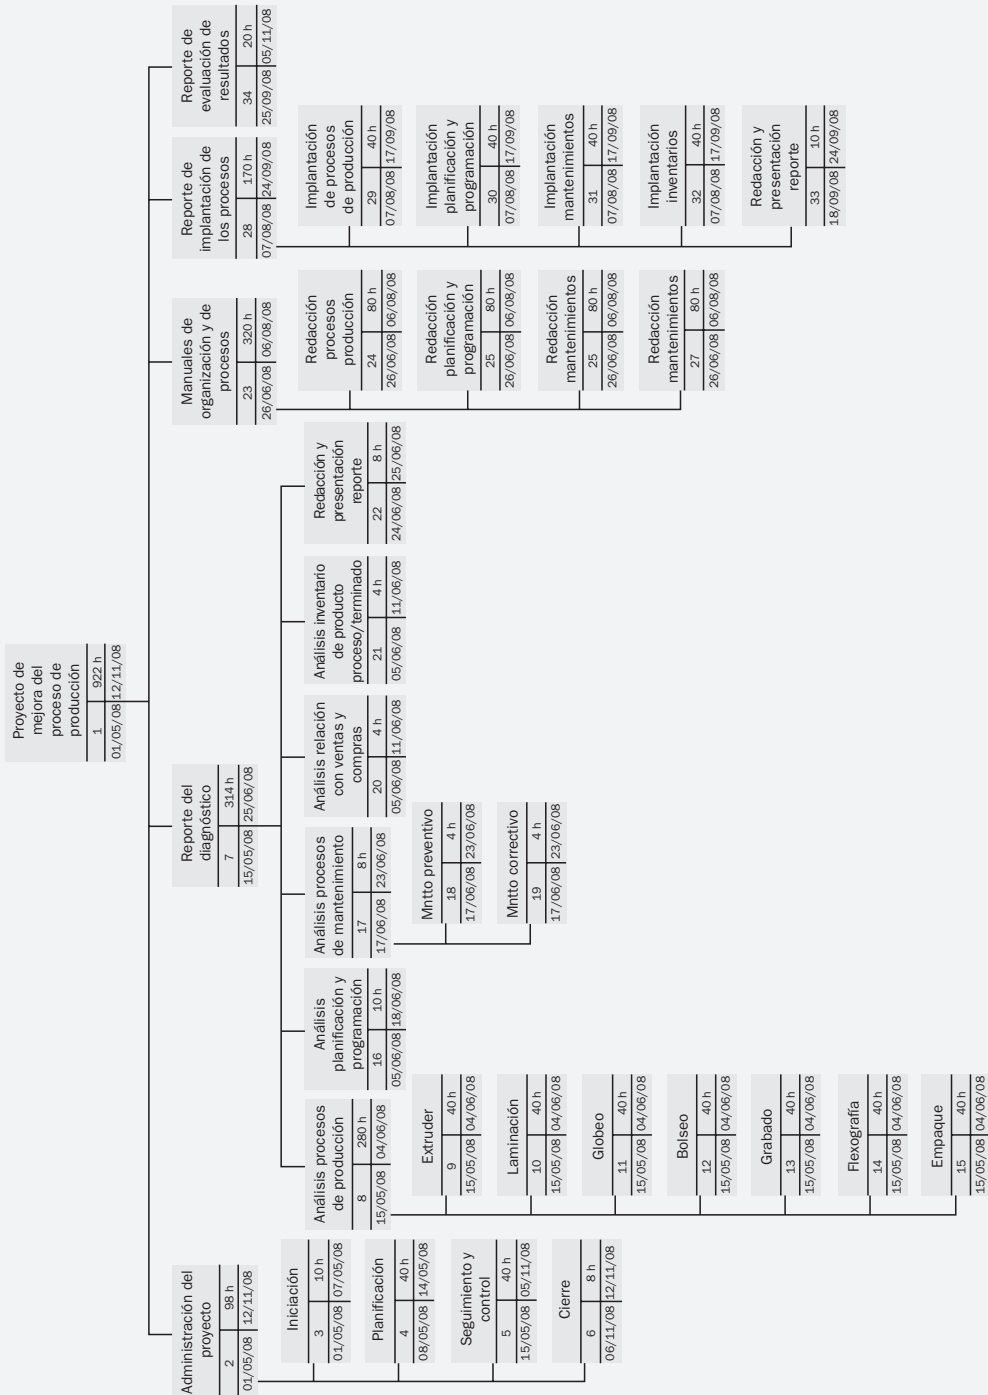 Proyecto de
mejora del
proceso de
producción
1 922 h
01/05/08 12/11/08
Administración del
proyecto
2 98 h
01/05/08 12/11/08
Iniciación
3 10 h
01/05/08 07/05/08
Planificación
4 40 h
08/05/08 14/05/08
Seguimiento y
control
5 40 h
15/05/08 05/11/08
Cierre
6 8 h
06/11/08 12/11/08
Reporte del
diagnóstico
7 314 h
15/05/08 25/06/08
Análisis procesos
de producción
8 280 h
15/05/08 04/06/08
Extruder
9 40 h
15/05/08 04/06/08
Laminación
10 40 h
15/05/08 04/06/08
Globeo
11 40 h
15/05/08 04/06/08
Bolseo
12 40 h
15/05/08 04/06/08
Grabado
13 40 h
15/05/08 04/06/08
Flexografía
14 40 h
15/05/08 04/06/08
Empaque
15 40 h
15/05/08 04/06/08
Análisis
planificación y
programación
16 10 h
05/06/08 18/06/08
Análisis procesos
de mantenimiento
17 8 h
17/06/08 23/06/08
Mntto preventivo
18 4 h
17/06/08 23/06/08
Mntto correctivo
19 4 h
17/06/08 23/06/08
Análisis relación
con ventas y
compras
20 4 h
05/06/08 11/06/08
Análisis inventario
de producto
proceso/terminado
21 4 h
05/06/08 11/06/08
Redacción y
presentación
reporte
22 8 h
24/06/08 25/06/08
Manuales de
organización y de
procesos
23 320 h
26/06/08 06/08/08
Redacción
procesos
producción
24 80 h
26/06/08 06/08/08
Redacción
planificación y
programación
25 80 h
26/06/08 06/08/08
Redacción
mantenimientos
25 80 h
26/06/08 06/08/08
Redacción
mantenimientos
27 80 h
26/06/08 06/08/08
Reporte de
implantación de
los procesos
28 170 h
07/08/08 24/09/08
Implantación
de procesos
de producción
29 40 h
07/08/08 17/09/08
Implantación
planificación y
programación
30 40 h
07/08/08 17/09/08
Implantación
mantenimientos
31 40 h
07/08/08 17/09/08
Implantación
inventarios
32 40 h
07/08/08 17/09/08
Redacción y
presentación
reporte
33 10 h
18/09/08 24/09/08
Reporte de
evaluación de
resultados
34 20 h
25/09/08 05/11/08